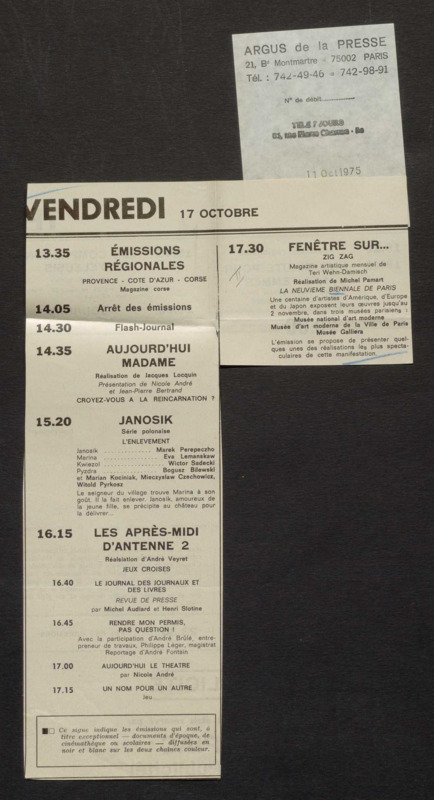 ARGUS de la PRESSE
21, Bd Montmartre - 75002 PARIS
Tél. : 742-49-46 - 742-98-91
N° de débit
TELE 7 JOURS
11 Oct 1975
VENDREDI 17 OCTOBRE
13.35 ÉMISSIONS
RÉGIONALES
PROVENCE - COTE D'AZUR - CORSE
Magazine corse
14.05 Arrêt des émissions
14.30 Flash-Journal
14.35 AUJOURD'HUI
MADAME
Réalisation de Jacques Locquin
Présentation de Nicole André
et Jean-Pierre Bertrand
CROYEZ-VOUS A LA REINCARNATION ?
15.20 JANOSIK
Série polonaise
L'ENLEVEMENT
Janosik .............. Marek Perepeczho
Marina .............. Eva Lemanskaw
Kwiezol .............. Wictor Sadecki
Pyzdra .............. Bogusz Bilewski
et Marian Kociniak, Mieczyslaw Czechowicz,
Witold Pyrkosz
Le seigneur du village trouve Marina à son
goût. Il la fait enlever. Janosik, amoureux de
la jeune fille, se précipite au château pour
la délivrer...
16.15 LES APRÈS-MIDI
D'ANTENNE 2
Réalsistion d'André Veyret
JEUX CROISES
16.40 LE JOURNAL DES JOURNAUX ET
DES LIVRES
REVUE DE PRESSE
par Michel Audiard et Henri Slotine
16.45 RENDRE MON PERMIS,
PAS QUESTION !
Avec la participation d'André Brûlé, entre-
preneur de travaux, Philippe Léger, magistrat
Reportage d'André Fontain
17.00 AUJOURD'HUI LE THEATRE
par Nicole André
17.15 UN NOM POUR UN AUTRE
Jeu
Ce signe indique les émissions qui sont, à
titre exceptionnel — documents d'époque, de
cinémathèque ou scolaires — diffusées en
noir et blanc sur les deux chaînes couleur.
17.30 FENÊTRE SUR...
ZIG ZAG
Magazine artistique mensuel de
Teri Wehn-Damisch
Réalisation de Michel Pamart
LA NEUVIEME BIENNALE DE PARIS
Une centaine d'artistes d'Amérique, d'Europe
et du Japon exposent leurs œuvres jusqu'au
2 novembre, dans trois musées parisiens :
Musée national d'art moderne
Musée d'art moderne de la Ville de Paris
Musée Galliera
L'émission se propose de présenter quel-
ques unes des réalisations les plus specta-
culaires de cette manifestation.